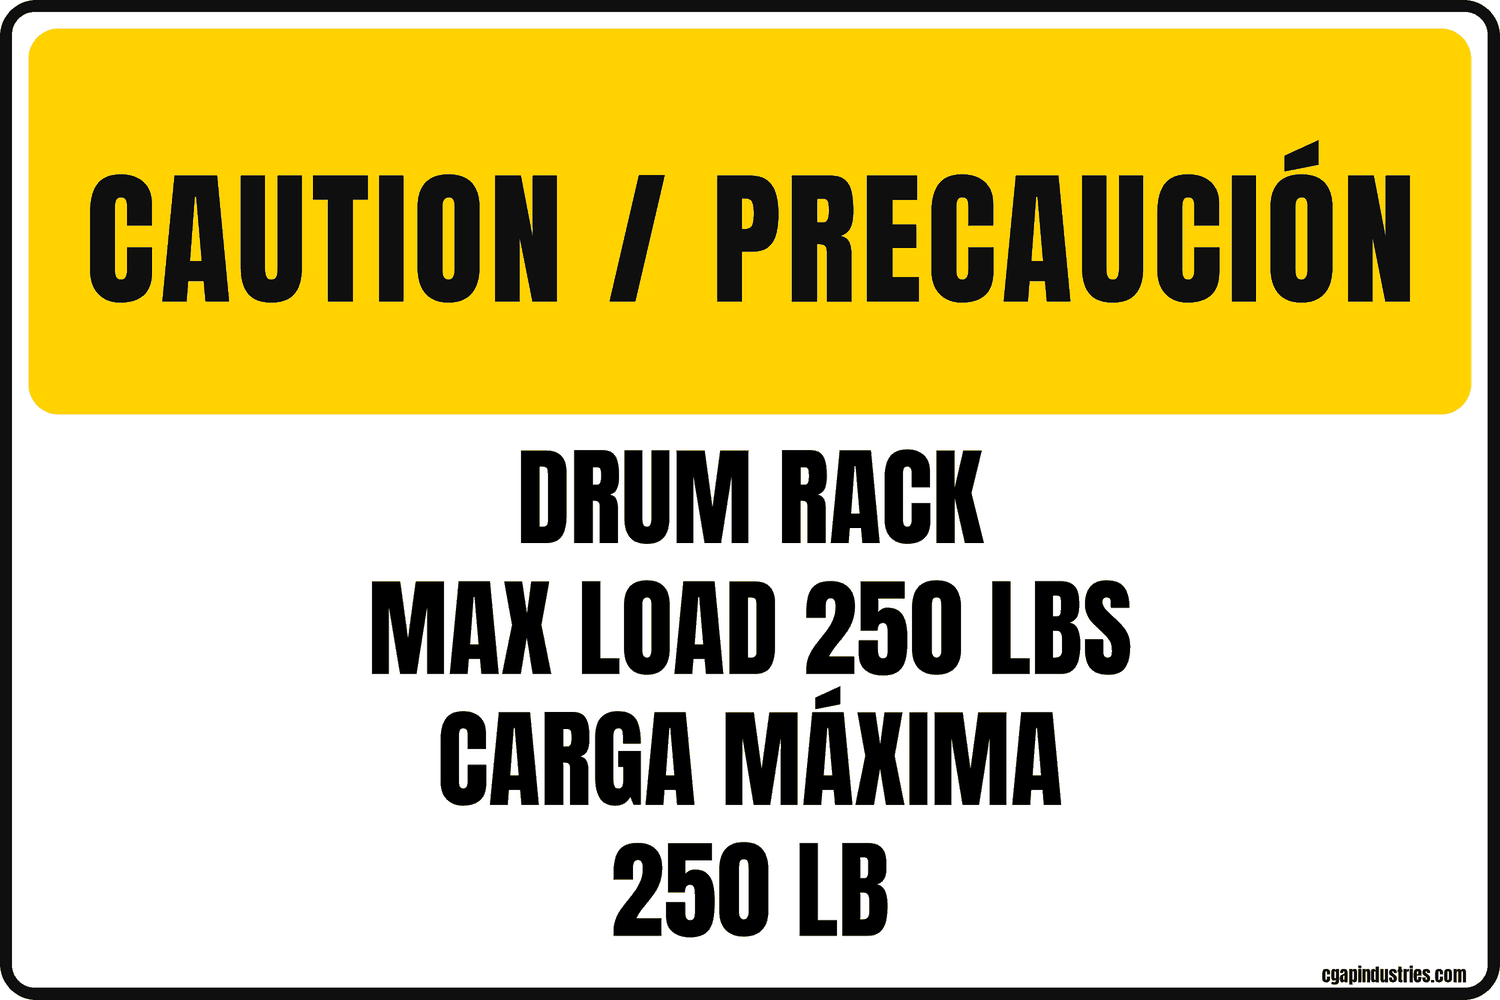 CAUTION / PRECAUCIÓN
DRUM RACK
MAX LOAD 250 LBS
CARGA MÁXIMA
250 LB
cgapindustries.com